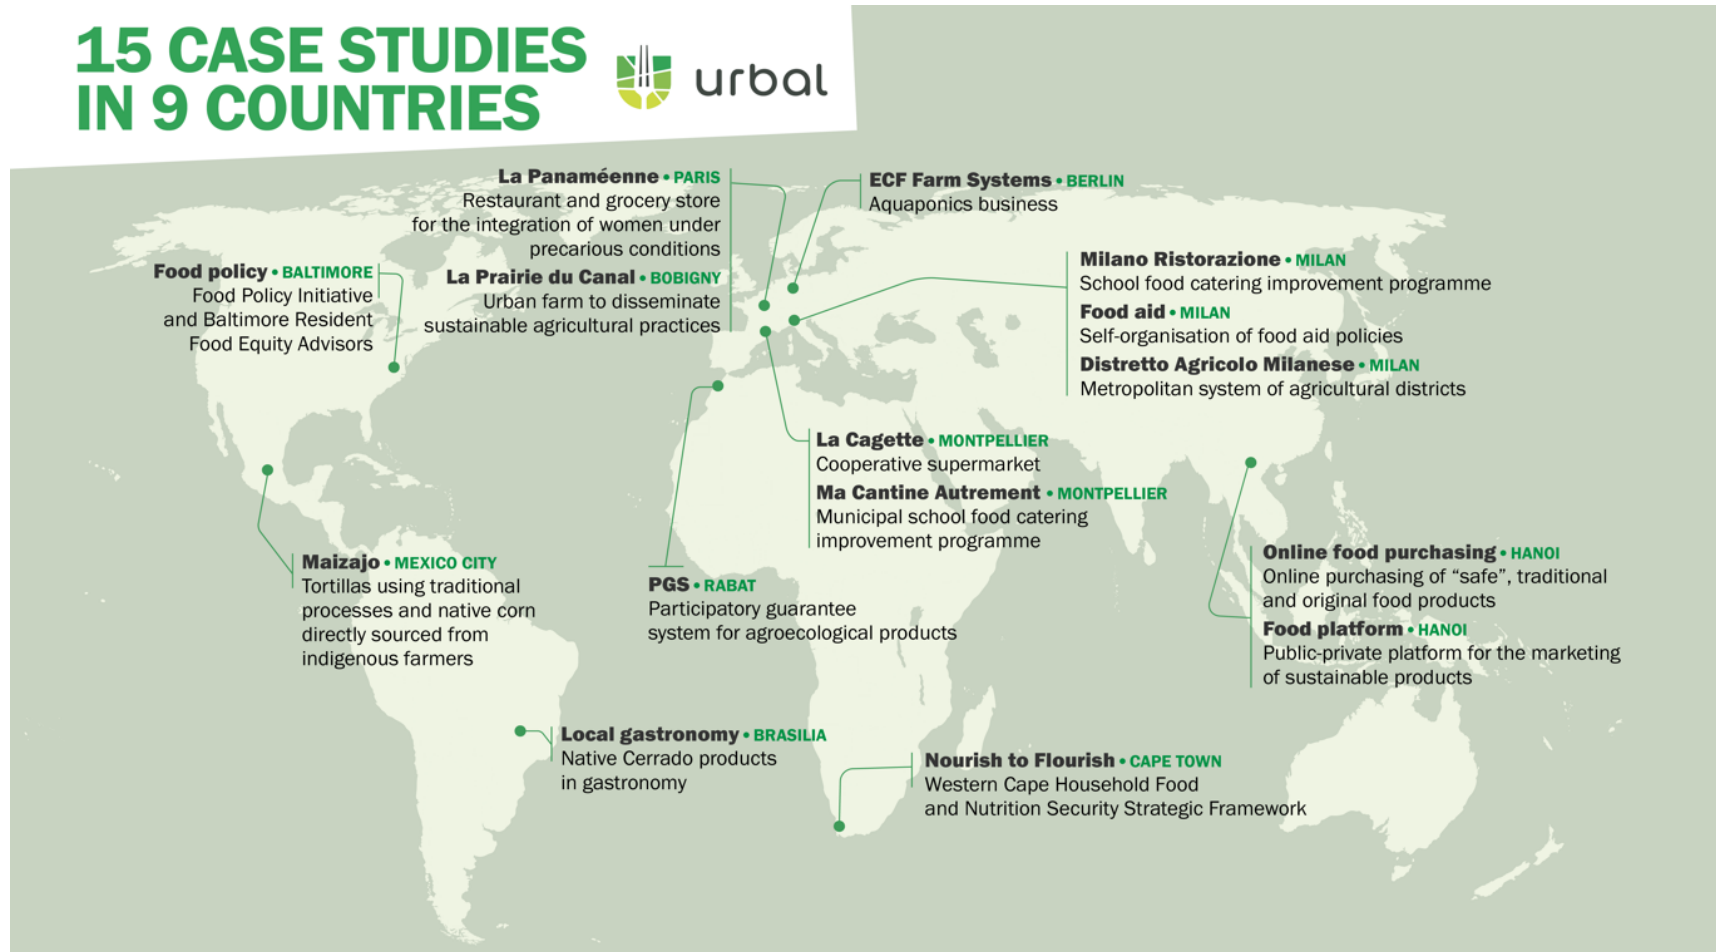 15 CASE STUDIES
IN 9 COUNTRIES
urbal
La Panaméenne • PARIS
Restaurant and grocery store
for the integration of women under
precarious conditions
La Prairie du Canal • BOBIGNY
Urban farm to disseminate
sustainable agricultural practices
ECF Farm Systems • BERLIN
Aquaponics business
Food policy • BALTIMORE
Food Policy Initiative
and Baltimore Resident
Food Equity Advisors
Milano Ristorazione • MILAN
School food catering improvement programme
Food aid • MILAN
Self-organisation of food aid policies
Distretto Agricolo Milanese • MILAN
Metropolitan system of agricultural districts
La Cagette • MONTPELLIER
Cooperative supermarket
Ma Cantine Autrement • MONTPELLIER
Municipal school food catering
improvement programme
Maizajo • MEXICO CITY
Tortillas using traditional
processes and native corn
directly sourced from
indigenous farmers
PGS • RABAT
Participatory guarantee
system for agroecological products
Online food purchasing • HANOI
Online purchasing of “safe”, traditional
and original food products
Food platform • HANOI
Public-private platform for the marketing
of sustainable products
Local gastronomy • BRASILIA
Native Cerrado products
in gastronomy
Nourish to Flourish • CAPE TOWN
Western Cape Household Food
and Nutrition Security Strategic Framework